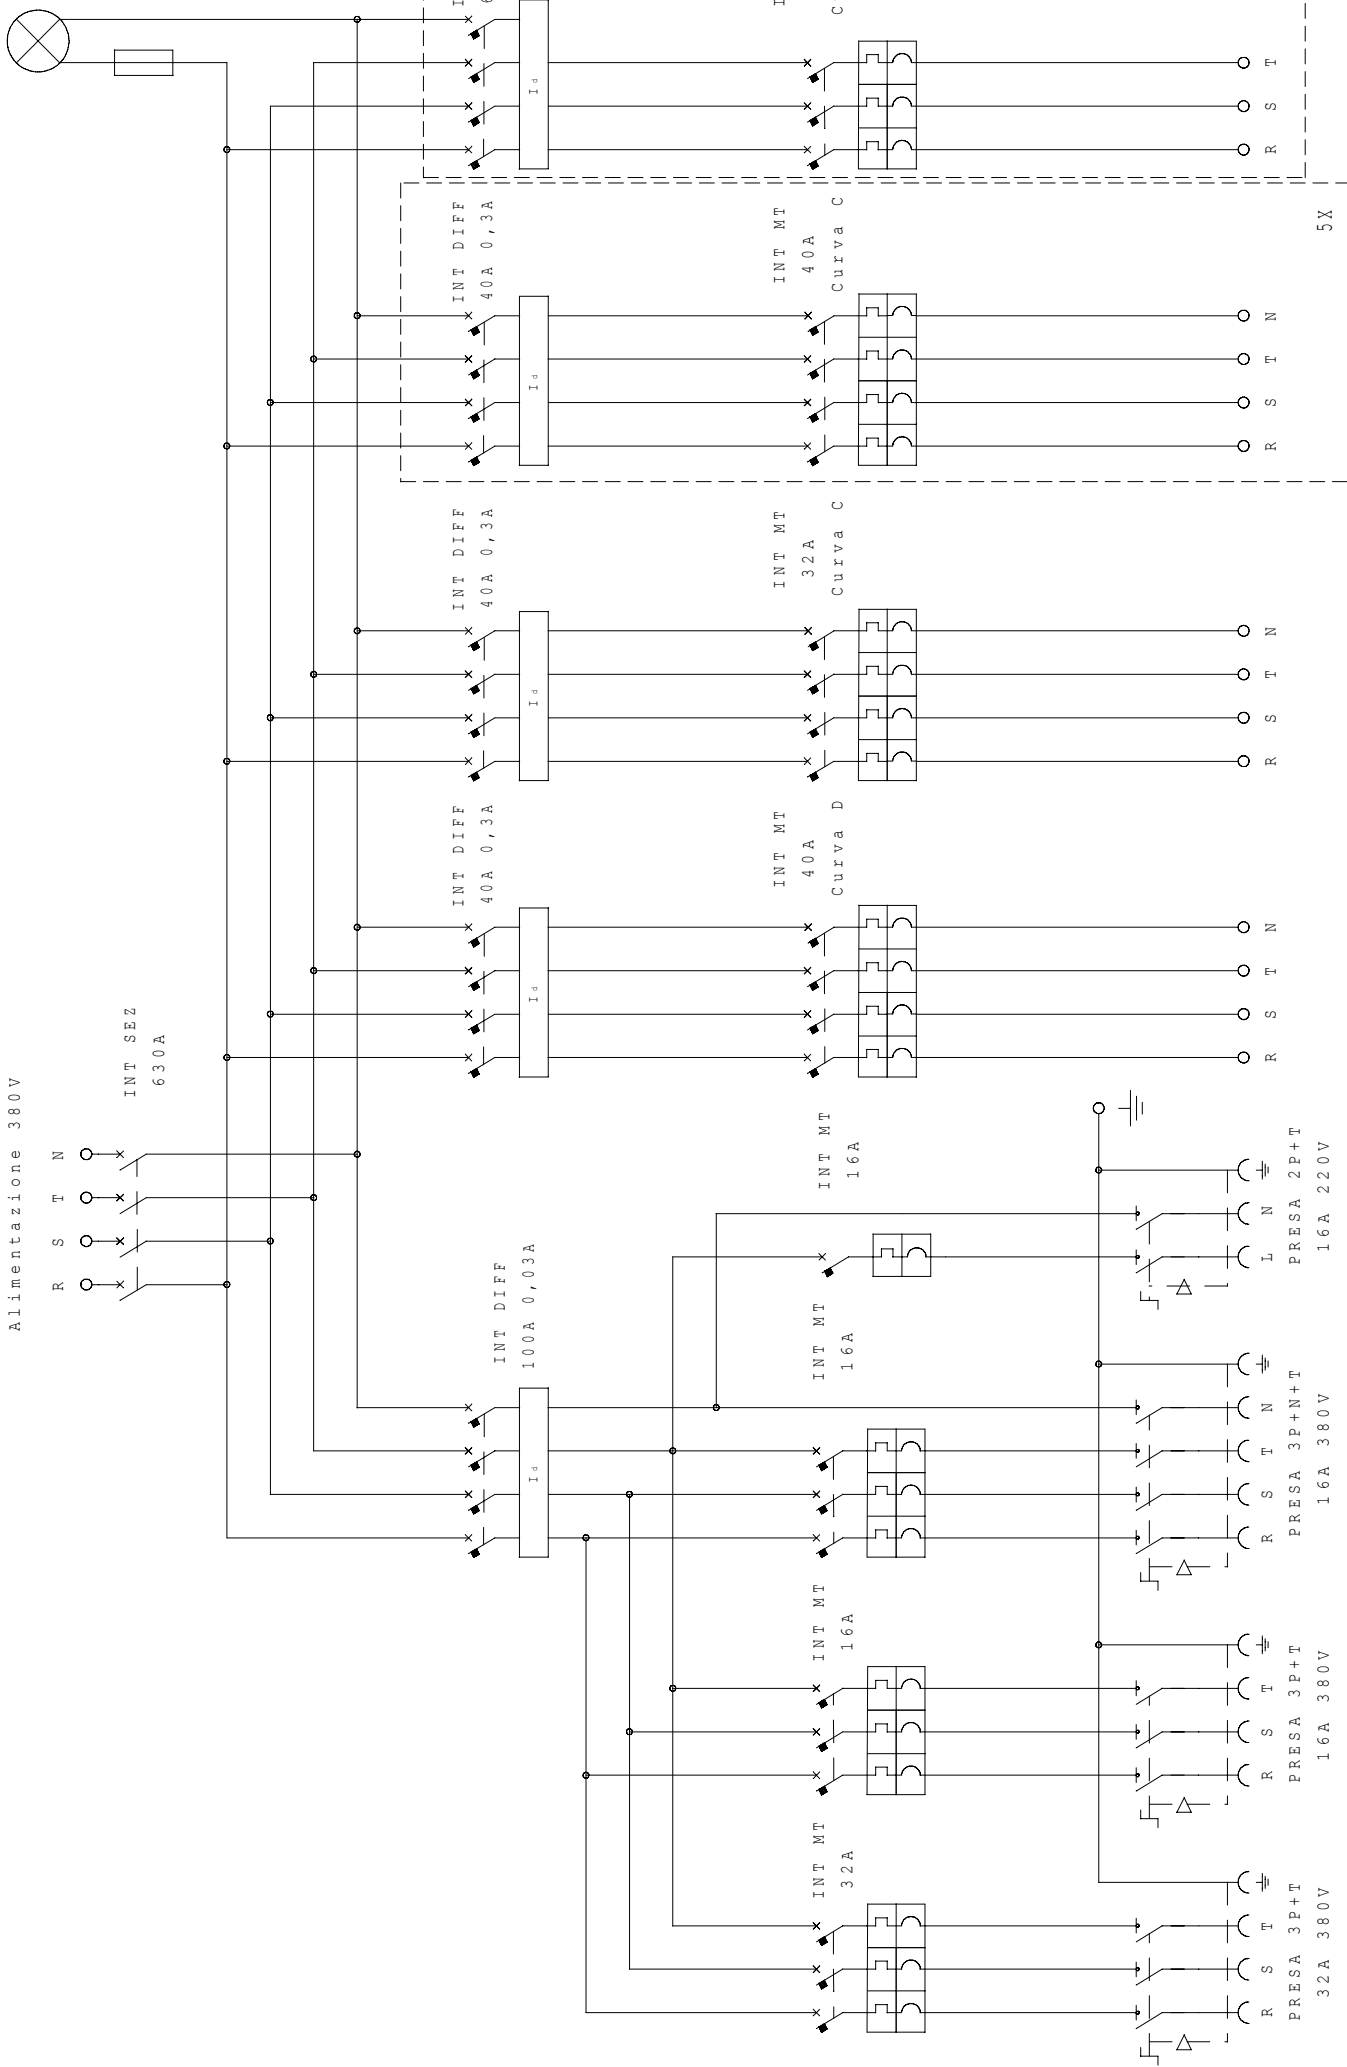 Alimentazione 380V
R S T N
INT SEZ
630A
INT DIFF
100A 0,03A
Id
INT DIFF
40A 0,3A
Id
INT DIFF
40A 0,3A
Id
INT DIFF
40A 0,3A
Id
Id
INT MT
32A
INT MT
16A
INT MT
16A
INT MT
16A
INT MT
40A
Curva D
INT MT
32A
Curva C
INT MT
40A
Curva C
R S T
PRESA 3P+T
32A 380V
R S T
PRESA 3P+T
16A 380V
R S T N
PRESA 3P+N+T
16A 380V
L N
PRESA 2P+T
16A 220V
R S T N
R S T N
R S T N
5X
R S T